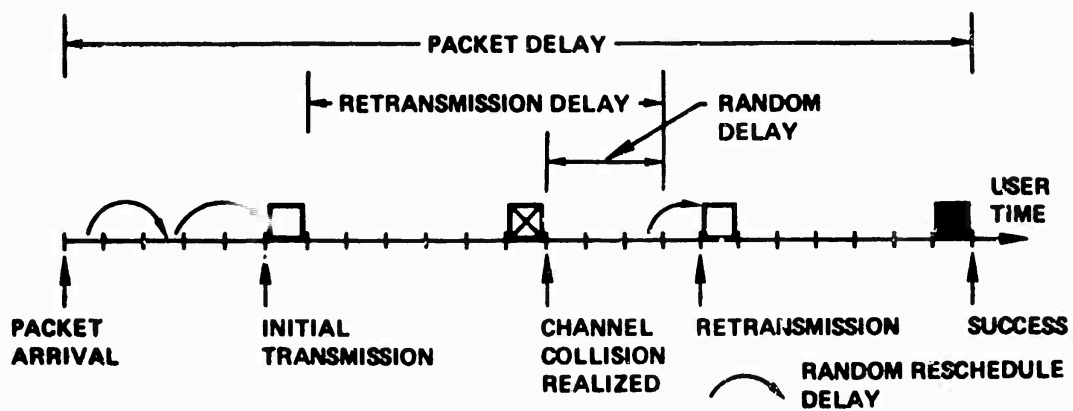 PACKET DELAY
RETRANSMISSION DELAY
RANDOM
DELAY
USER
TIME
PACKET
ARRIVAL
INITIAL
TRANSMISSION
CHANNEL
COLLISION
REALIZED
RETRANSMISSION
SUCCESS
RANDOM RESCHEDULE
DELAY